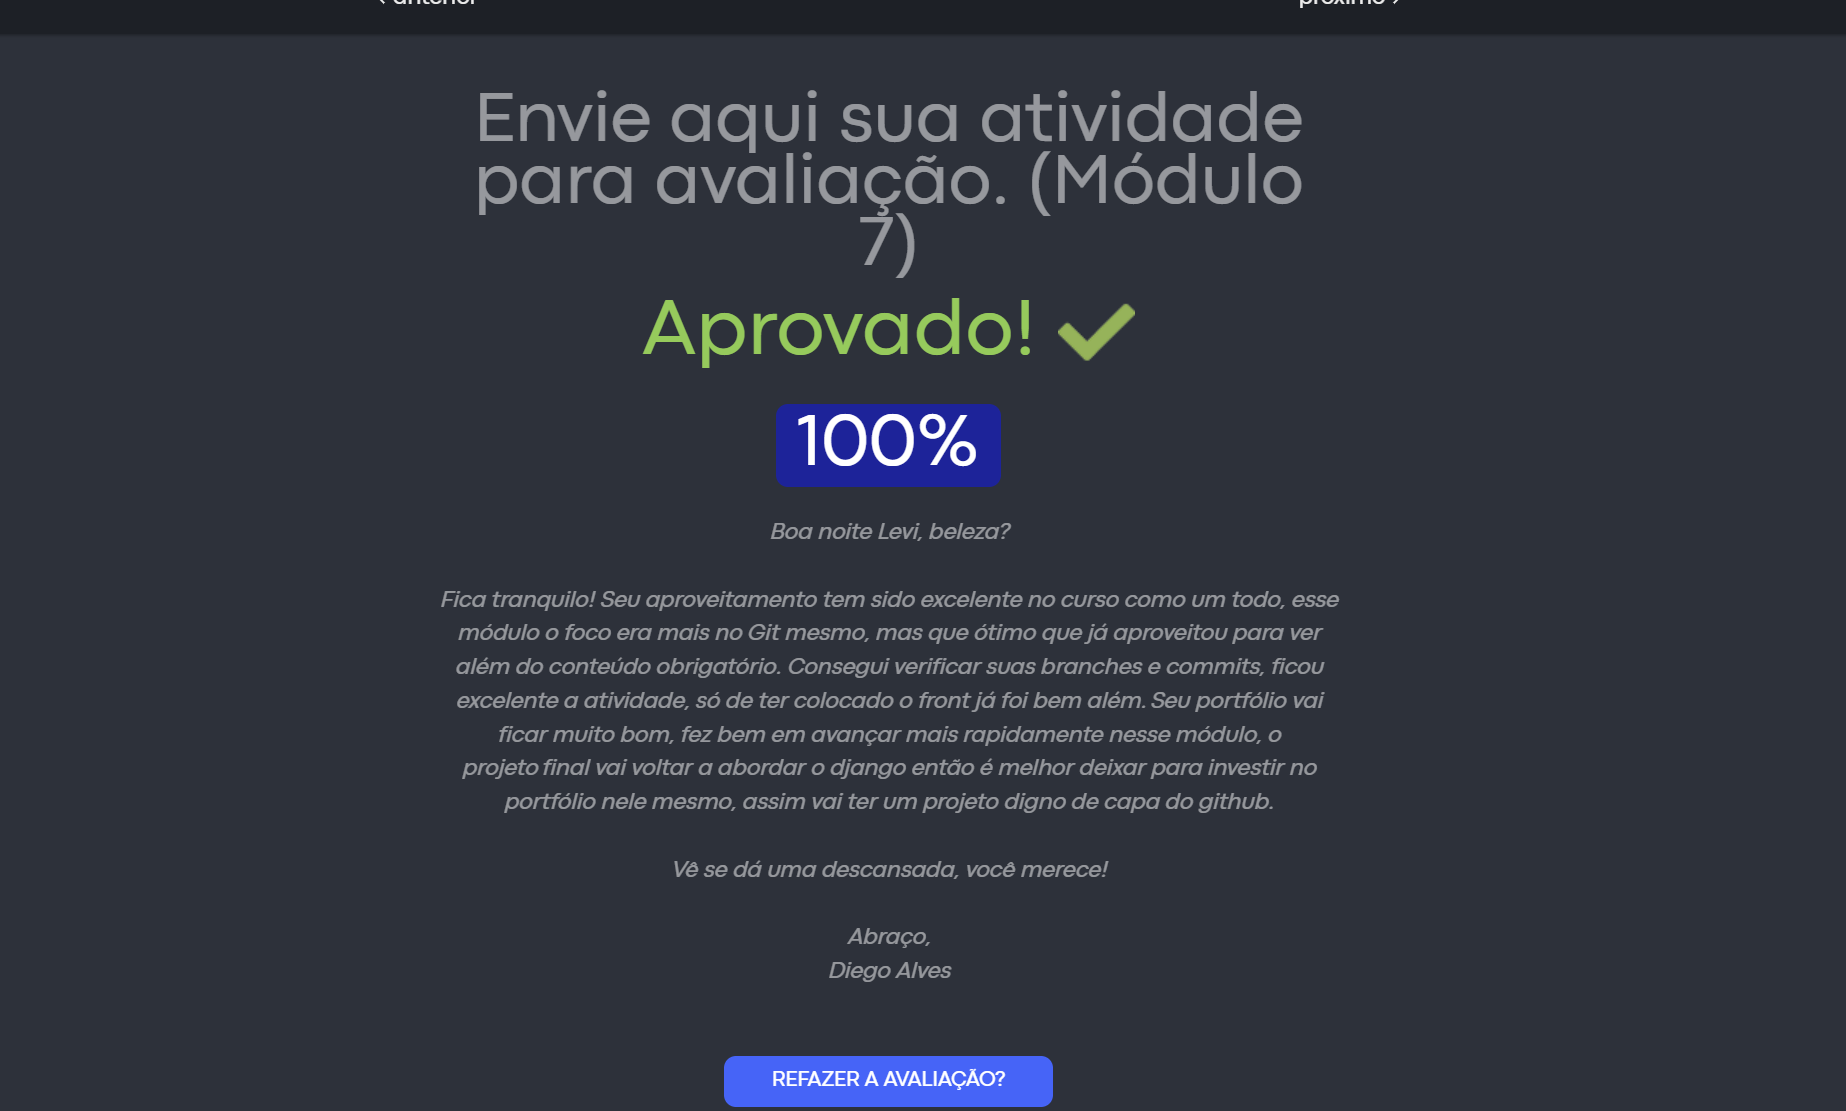 ‹ anterior
próximo ›
Envie aqui sua atividade
para avaliação. (Módulo
7)
Aprovado!
100%
Boa noite Levi, beleza?
Fica tranquilo! Seu aproveitamento tem sido excelente no curso como um todo, esse
módulo o foco era mais no Git mesmo, mas que ótimo que já aproveitou para ver
além do conteúdo obrigatório. Consegui verificar suas branches e commits, ficou
excelente a atividade, só de ter colocado o front já foi bem além. Seu portfólio vai
ficar muito bom, fez bem em avançar mais rapidamente nesse módulo, o
projeto final vai voltar a abordar o django então é melhor deixar para investir no
portfólio nele mesmo, assim vai ter um projeto digno de capa do github.
Vê se dá uma descansada, você merece!
Abraço,
Diego Alves
REFAZER A AVALIAÇÃO?